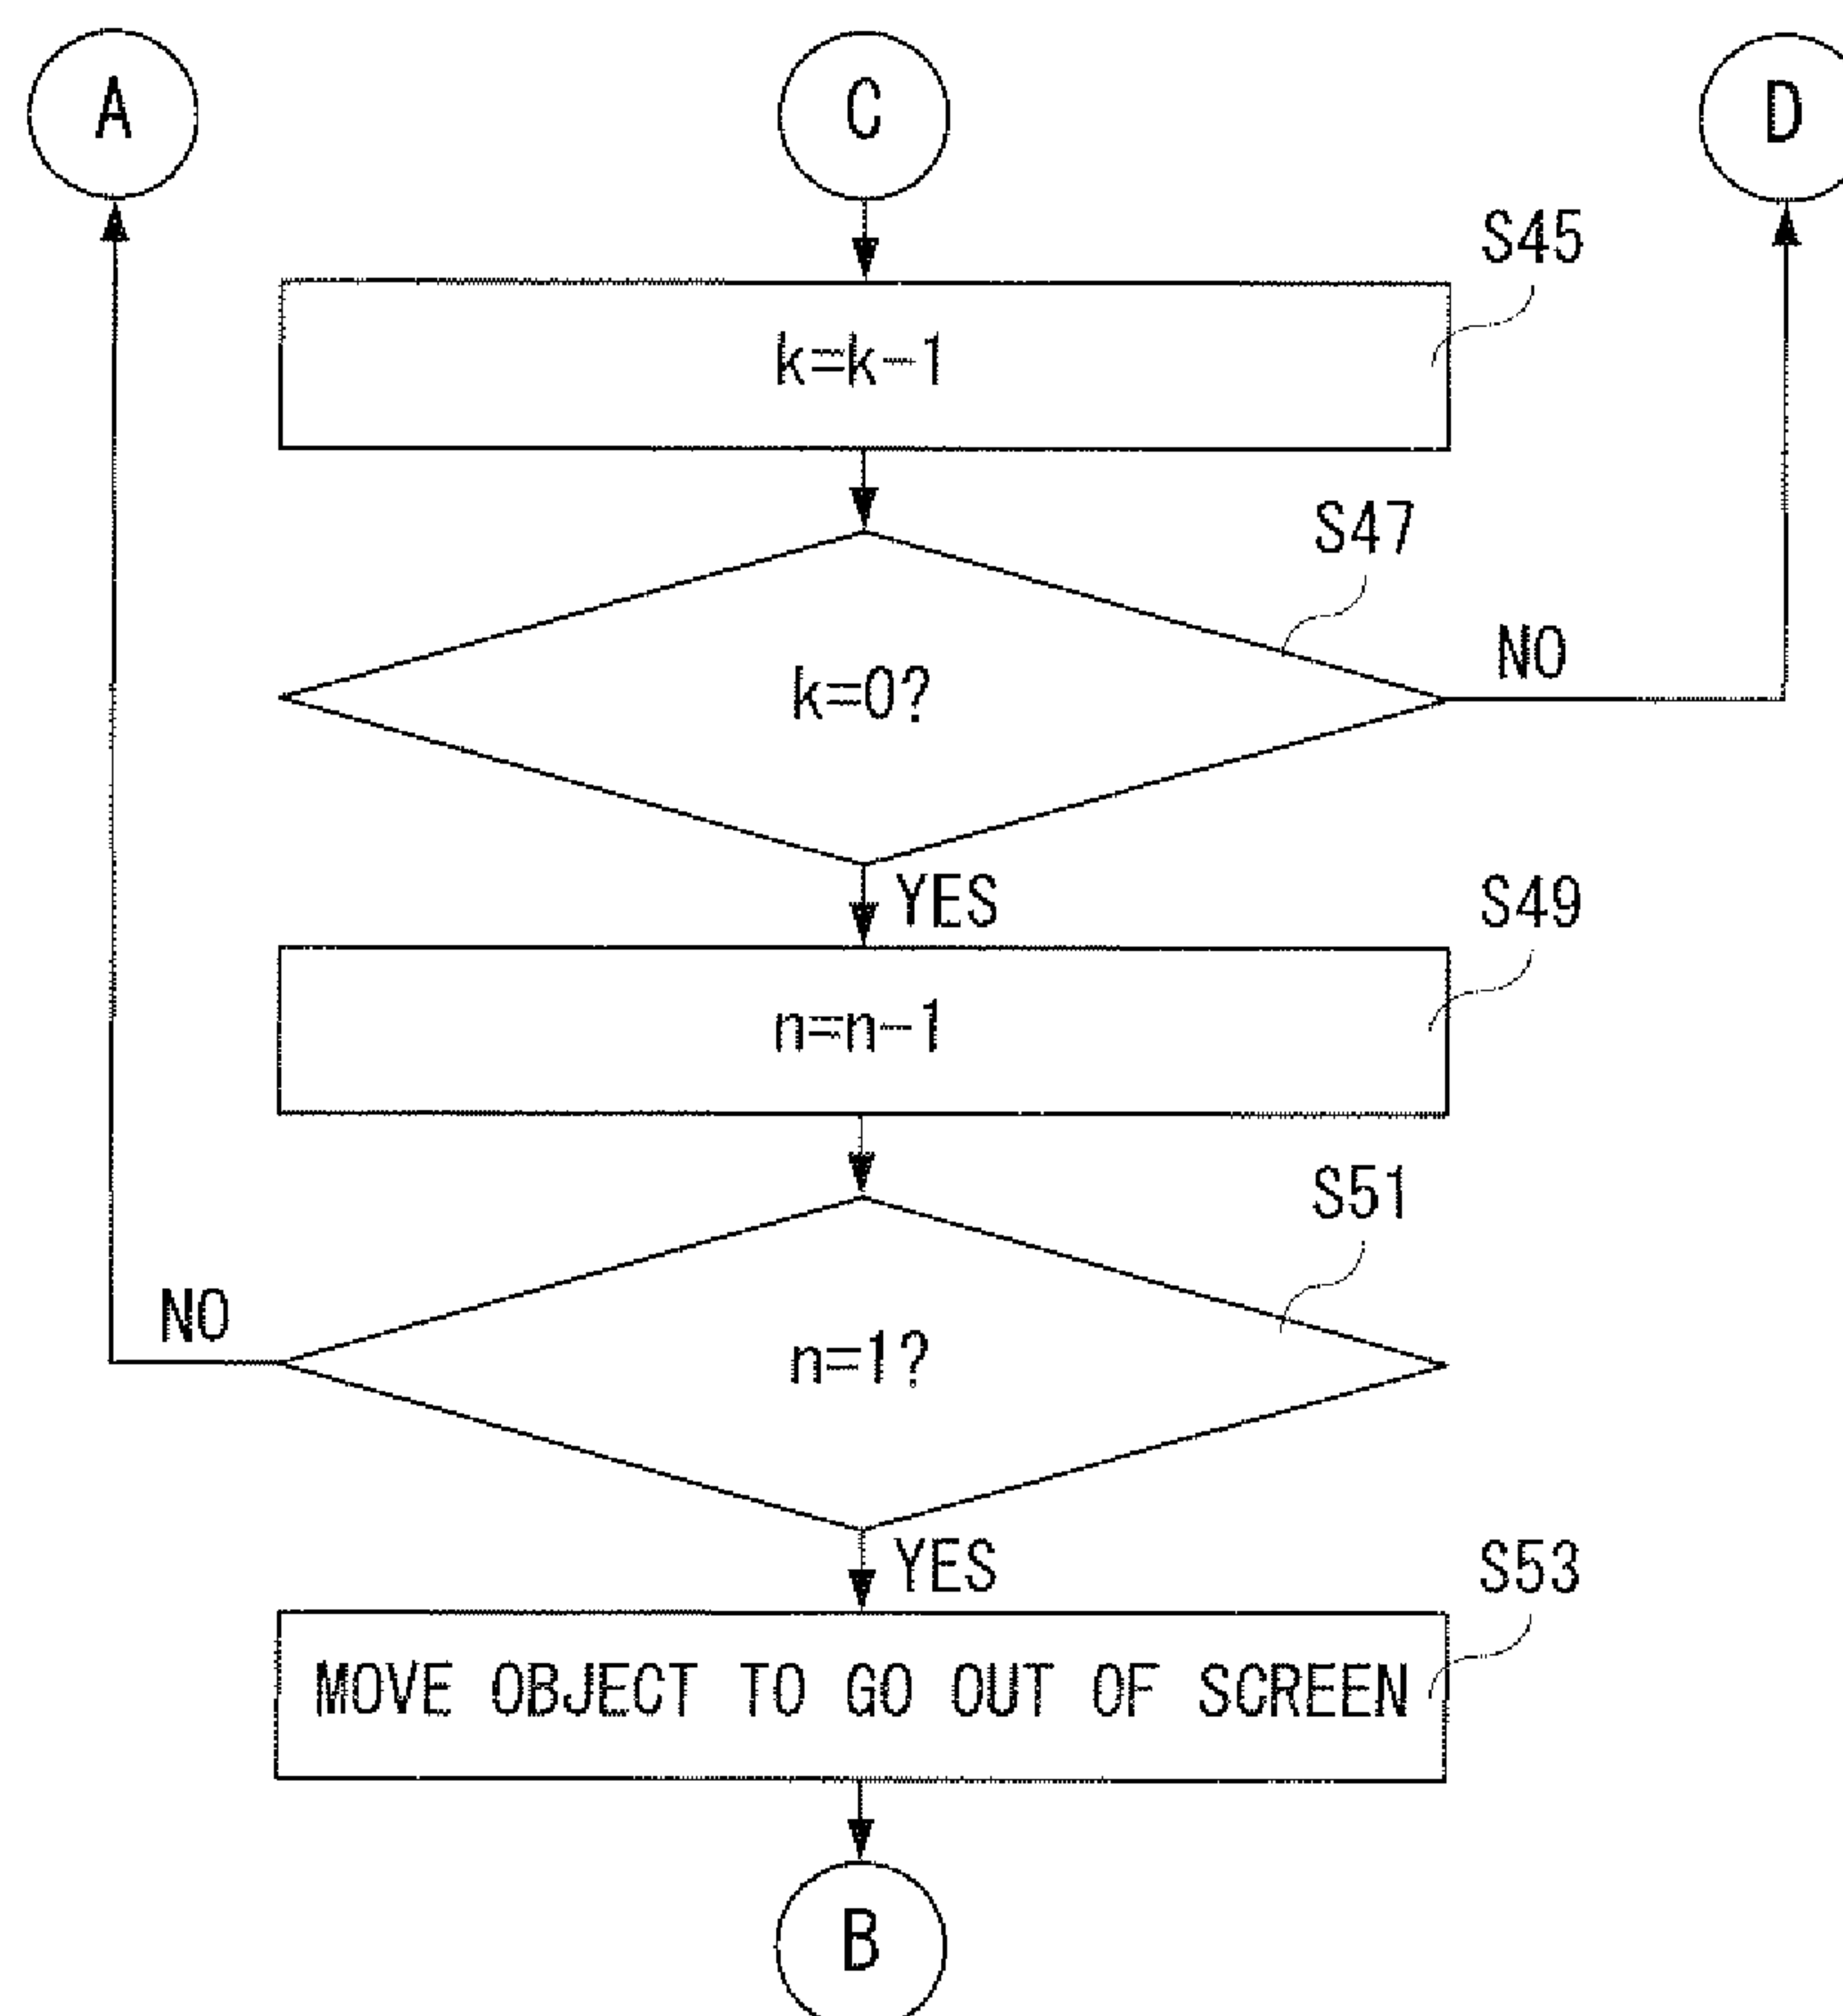 A
C
D
S45
k=k-1
S47
k=0?
NO
YES
S49
n=n-1
S51
NO
n=1?
YES
S53
MOVE OBJECT TO GO OUT OF SCREEN
B